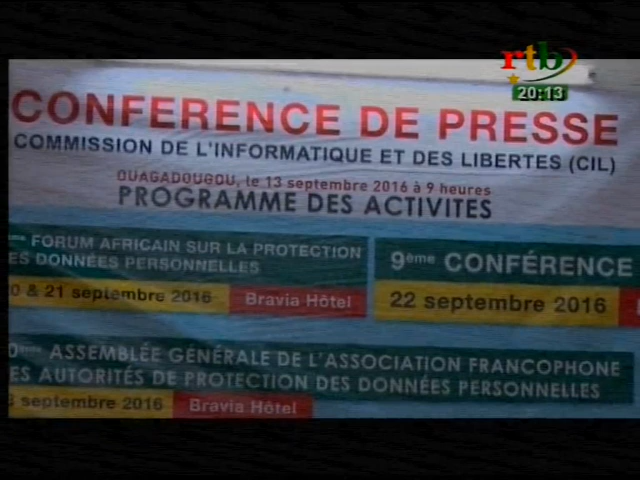 rtb
20:13
CONFERENCE DE PRESSE
COMMISSION DE L'INFORMATIQUE ET DES LIBERTES (CIL)
OUAGADOUGOU, le 13 septembre 2016 à 9 heures
PROGRAMME DES ACTIVITES
FORUM AFRICAIN SUR LA PROTECTION
DONNÉES PERSONNELLES
& 21 septembre 2016 Bravia Hôtel
9ème CONFÉRENCE
22 septembre 2016
ASSEMBLÉE GÉNÉRALE DE L'ASSOCIATION FRANCOPHONE
AUTORITÉS DE PROTECTION DES DONNÉES PERSONNELLES
septembre 2016 Bravia Hôtel